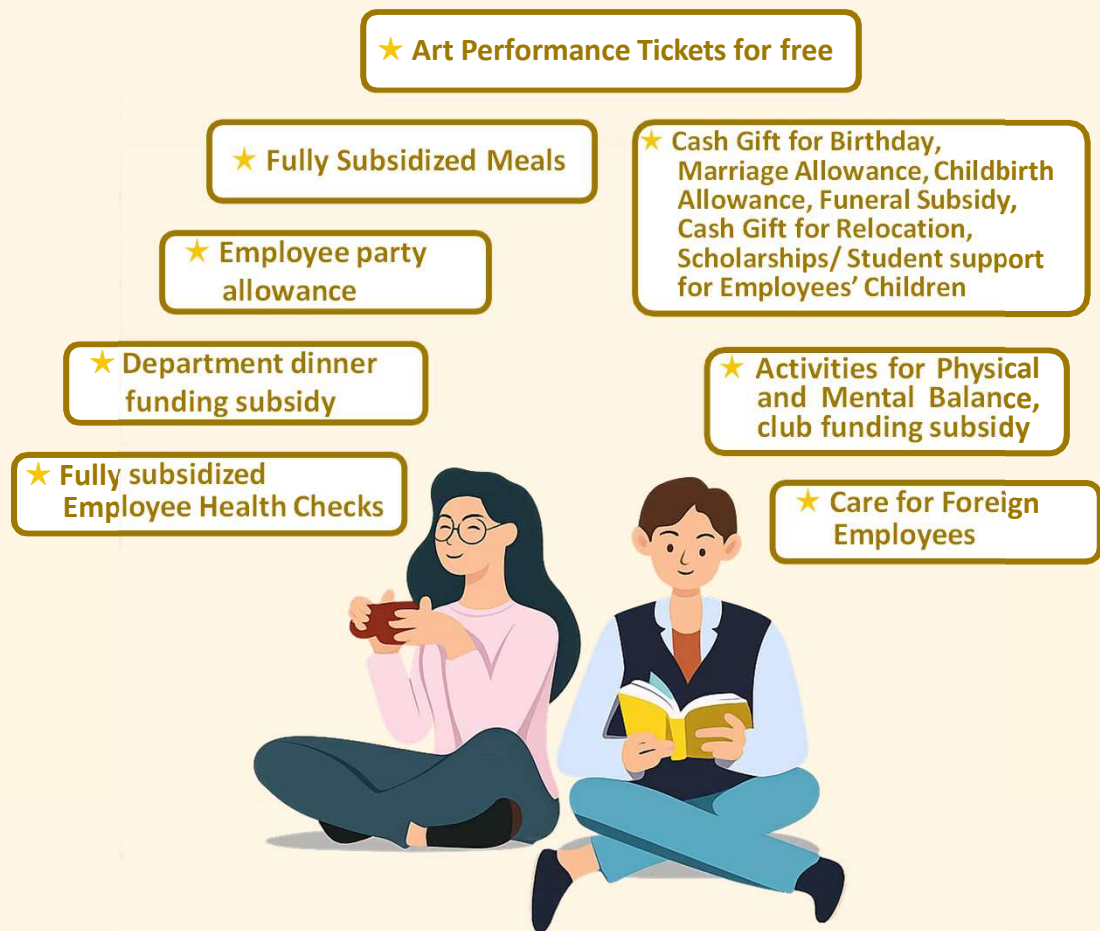 ★ Art Performance Tickets for free
★ Fully Subsidized Meals
★ Cash Gift for Birthday,
Marriage Allowance, Childbirth
Allowance, Funeral Subsidy,
Cash Gift for Relocation,
Scholarships/ Student support
for Employees’ Children
★ Employee party
allowance
★ Department dinner
funding subsidy
★ Activities for Physical
and Mental Balance,
club funding subsidy
★ Fully subsidized
Employee Health Checks
★ Care for Foreign
Employees